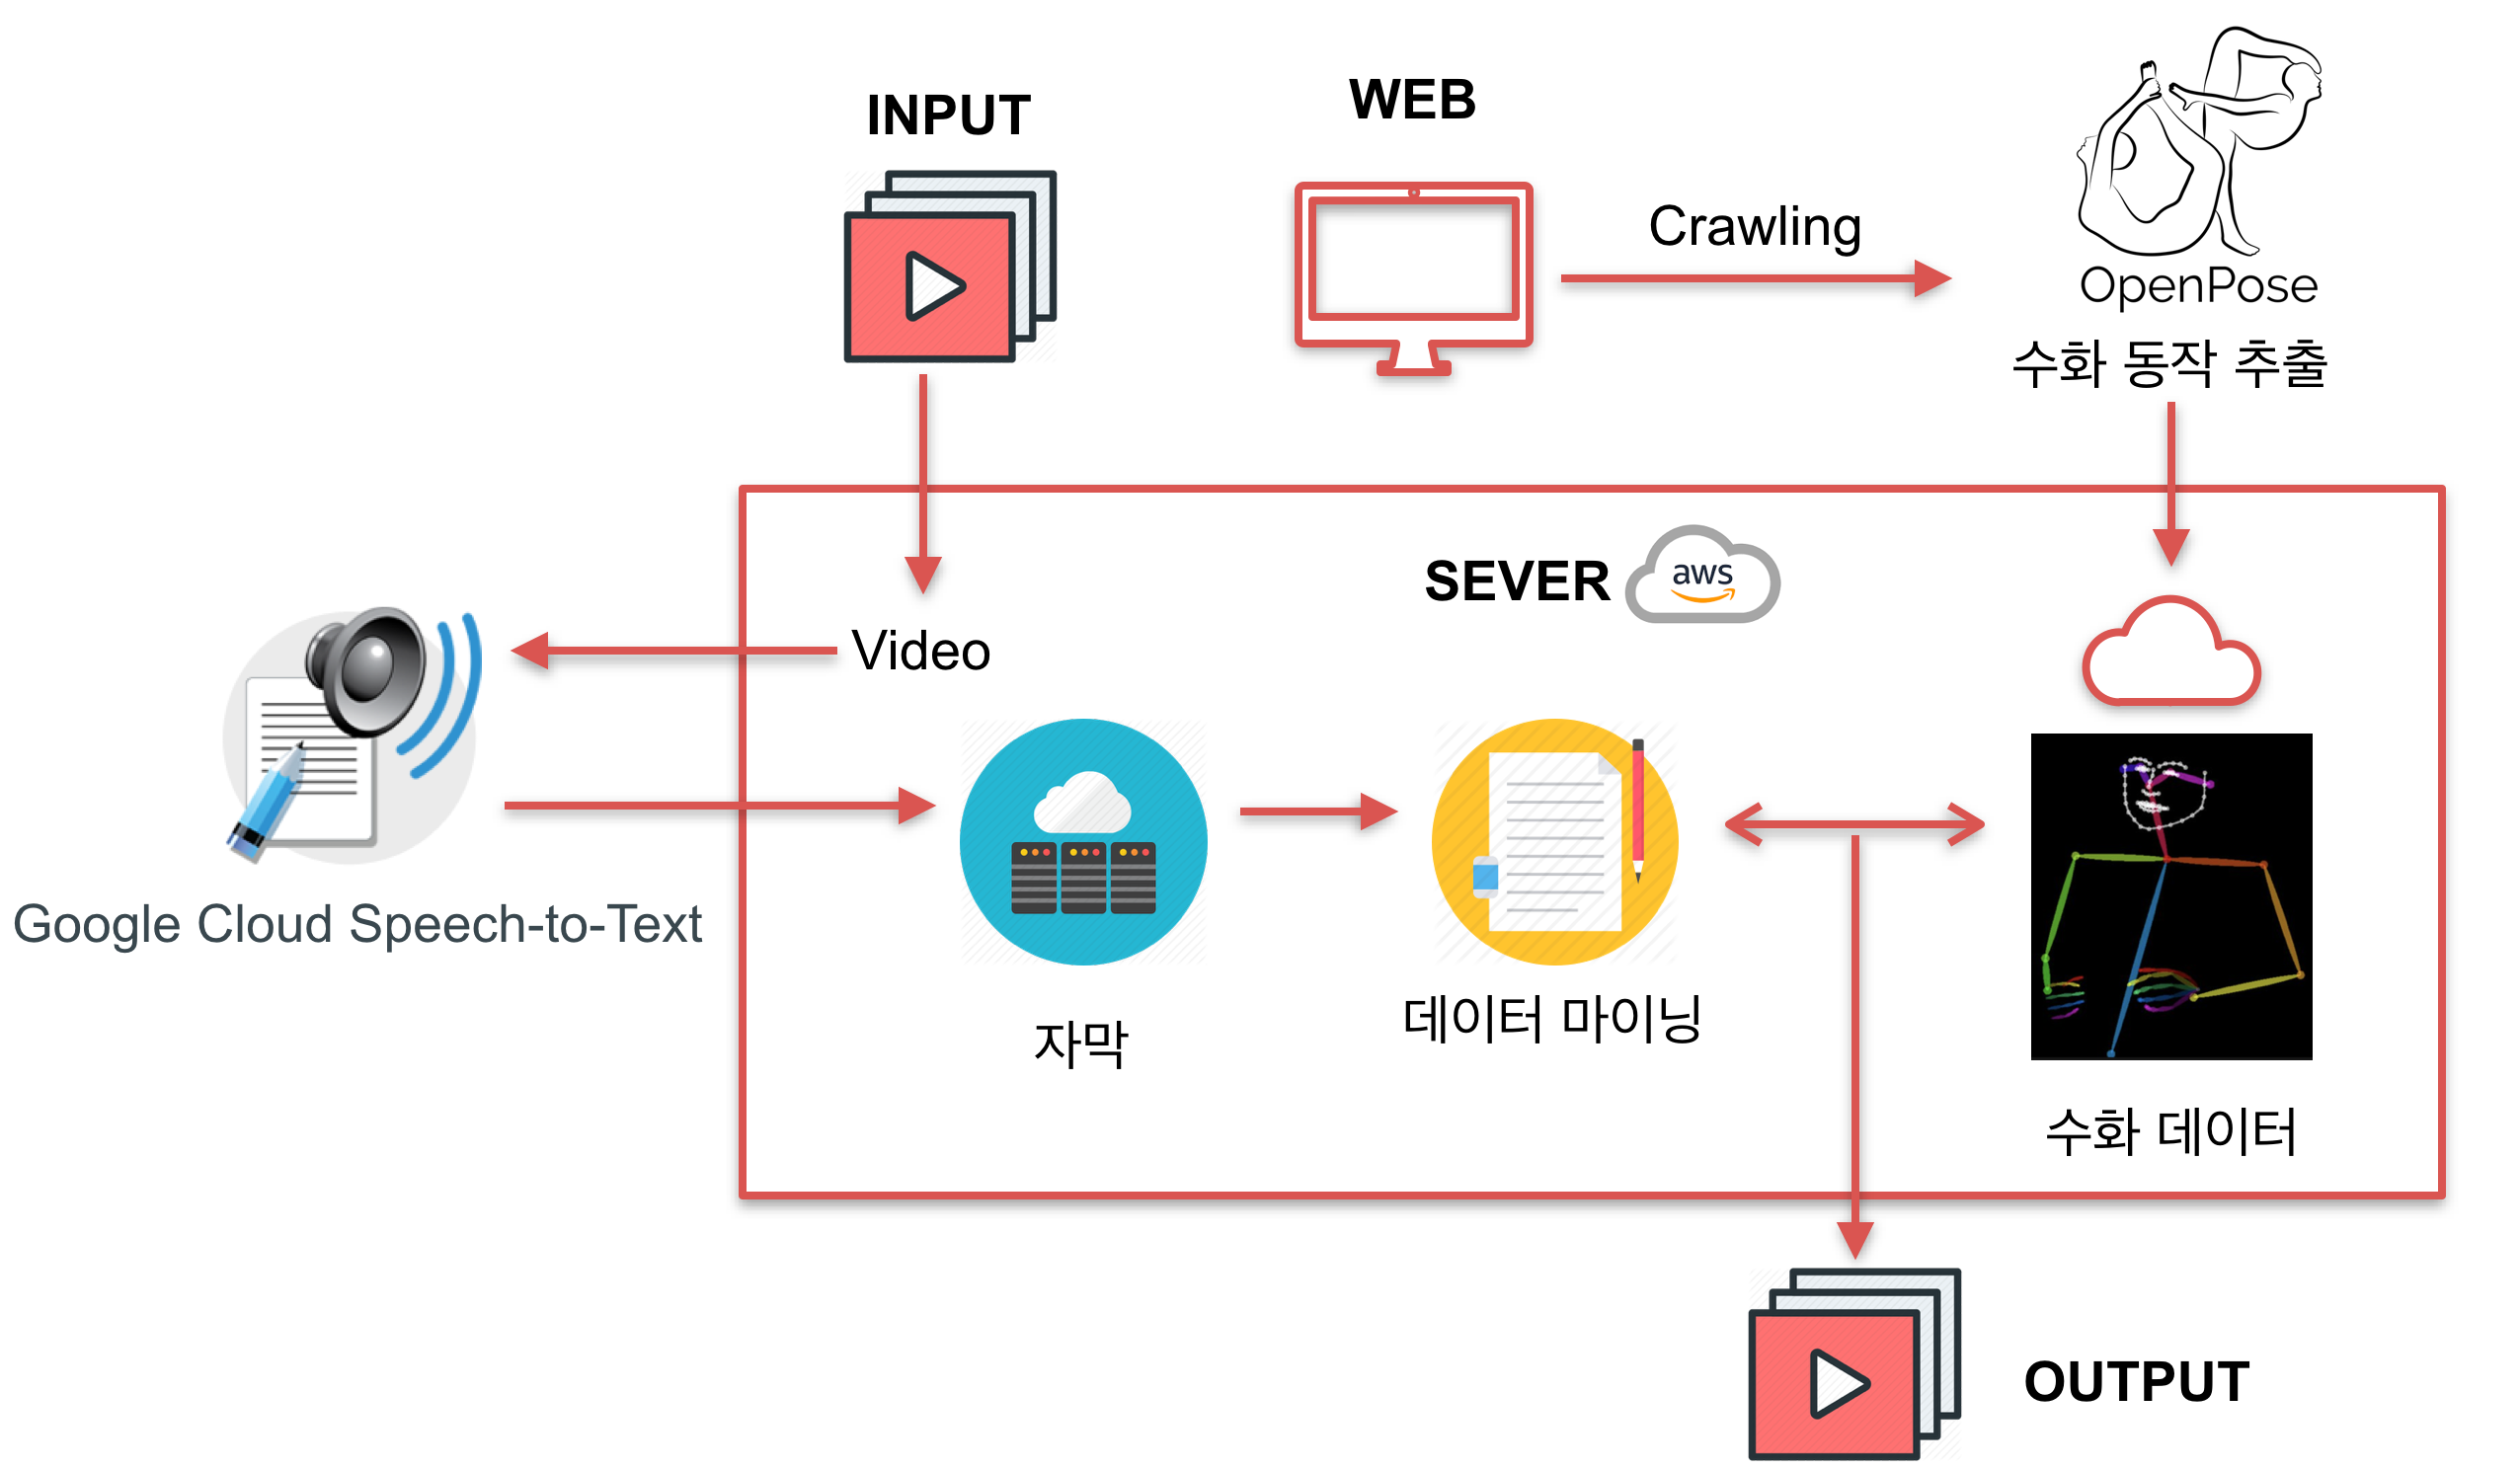 INPUT
WEB
Crawling
OpenPose
수화 동작 추출
SEVER
aws
Video
Google Cloud Speech-to-Text
자막
데이터 마이닝
수화 데이터
OUTPUT